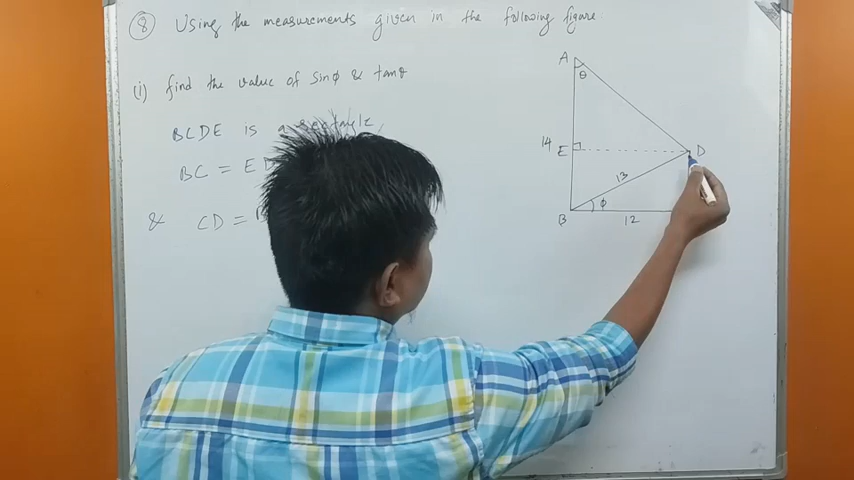 8 Using the measurements given in the following figure.
(i) find the value of sinϕ & tanθ
BCDE is a rectangle
BC = E
& CD =
A
θ
14 E D
13
ϕ
B 12